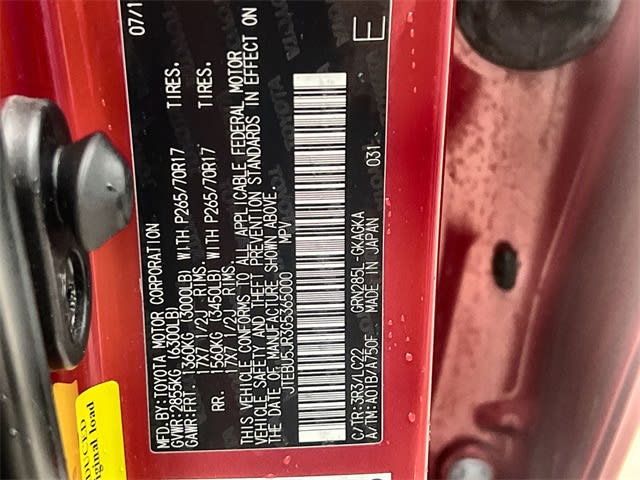 MFD.BY:TOYOTA MOTOR CORPORATION 07/1
GVWR:2855KG (6300LB)
GAWR:FRT. 1360KG (3000LB) WITH P265/70R17 TIRES,
17X7 1/2J RIMS.
RR. 1560KG (3450LB) WITH P265/70R17 TIRES,
17X7 1/2J RIMS.
THIS VEHICLE CONFORMS TO ALL APPLICABLE FEDERAL MOTOR
VEHICLE SAFETY AND THEFT PREVENTION STANDARDS IN EFFECT ON
THE DATE OF MANUFACTURE SHOWN ABOVE.
JTEBU5JR3G5365000 MPV
C/TR:3R3/LC22 GRN285L-GKAGKA 031
A/TM:A01B/A750F MADE IN JAPAN E
DUCED
iginal load